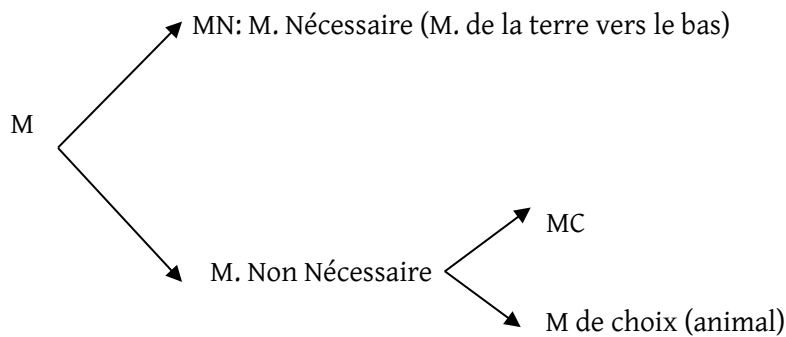 MN: M. Nécessaire (M. de la terre vers le bas)
M
MC
M. Non Nécessaire
M de choix (animal)